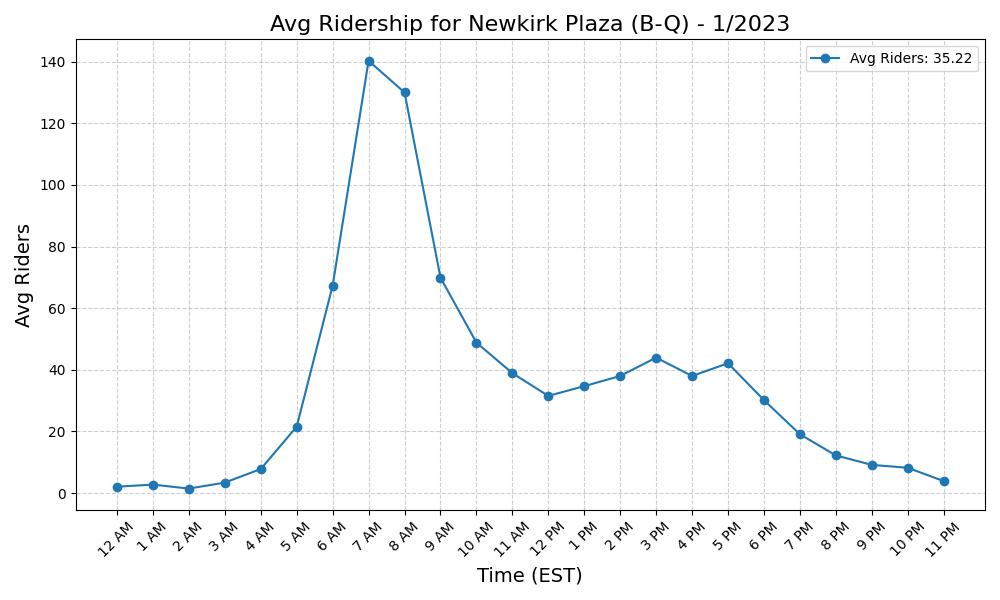 Avg Ridership for Newkirk Plaza (B-Q) - 1/2023
Avg Riders: 35.22
Avg Riders
140
120
100
80
60
40
20
0
12 AM
1 AM
2 AM
3 AM
4 AM
5 AM
6 AM
7 AM
8 AM
9 AM
10 AM
11 AM
12 PM
1 PM
2 PM
3 PM
4 PM
5 PM
6 PM
7 PM
8 PM
9 PM
10 PM
11 PM
Time (EST)